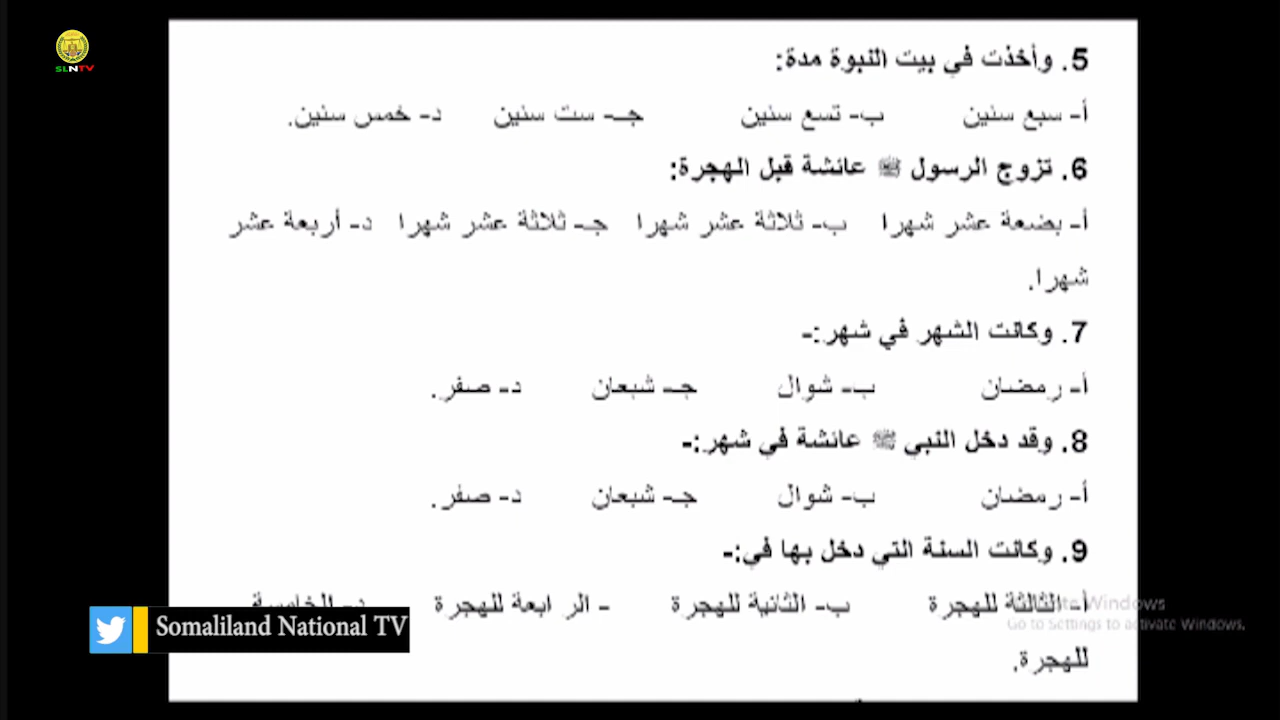 SLNTV
5. وأخذت في بيت النبوة مدة:
أ- سبع سنين ب- تسع سنين جـ- ست سنين د- خمس سنين.
6. تزوج الرسول ﷺ عائشة قبل الهجرة:
أ- بضعة عشر شهرا ب- ثلاثة عشر شهرا جـ- ثلاثة عشر شهرا د- أربعة عشر
شهرا.
7. وكانت الشهر في شهر:-
أ- رمضان ب- شوال جـ- شعبان د- صفر.
8. وقد دخل النبي ﷺ عائشة في شهر:-
أ- رمضان ب- شوال جـ- شعبان د- صفر.
9. وكانت السنة التي دخل بها في:-
أ- الثالثة للهجرة ب- الثانية للهجرة - الرابعة للهجرة د- الخامسة
للهجرة.
Windows
Go to Settings to activate Windows.
Somaliland National TV